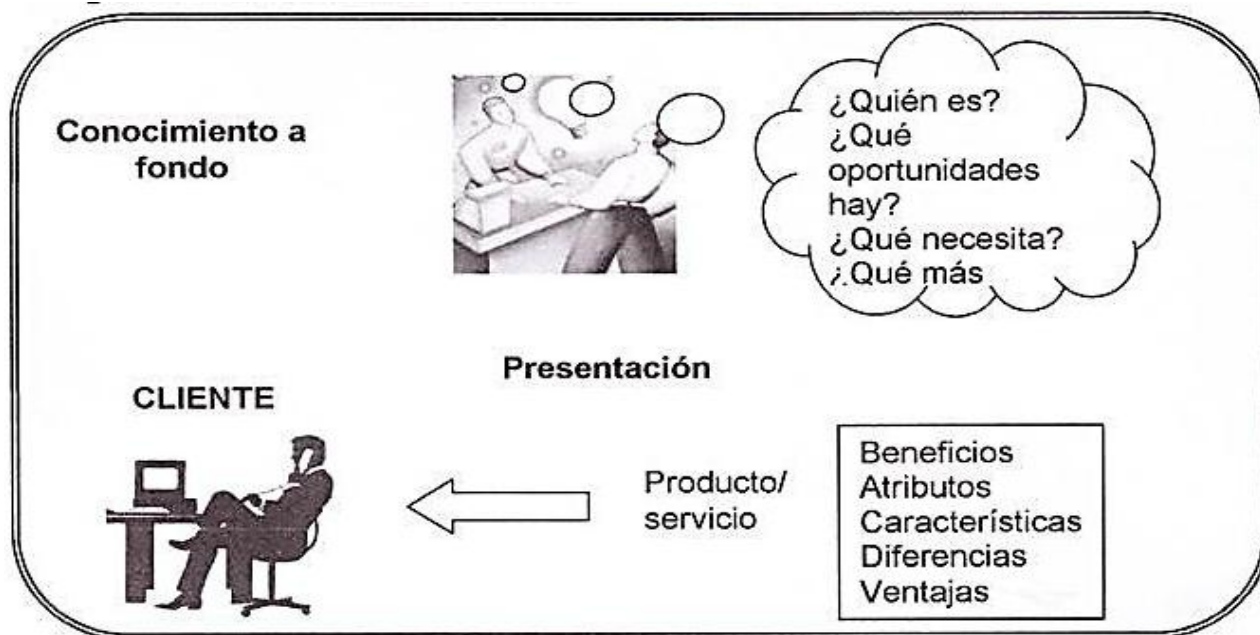 Conocimiento a
fondo
¿Quién es?
¿Qué
oportunidades
hay?
¿Qué necesita?
¿Qué más
Presentación
CLIENTE
Producto/
servicio
Beneficios
Atributos
Características
Diferencias
Ventajas